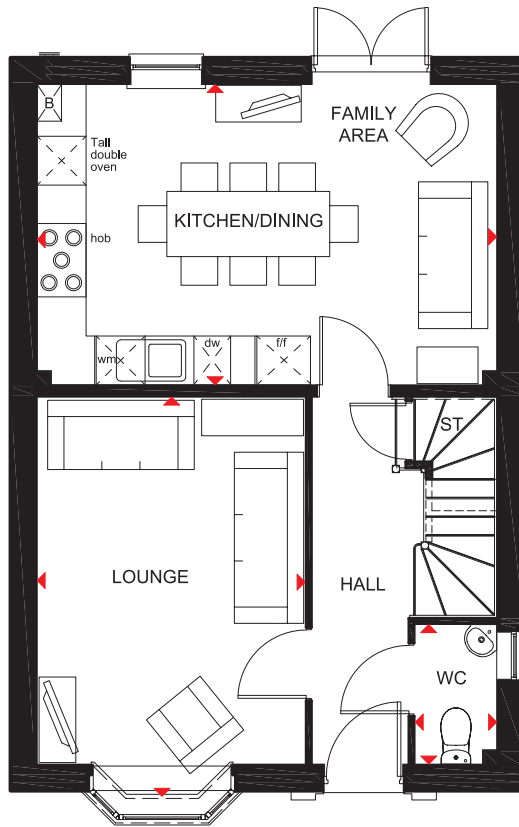 B
FAMILY
AREA
Tall
double
oven
KITCHEN/DINING
hob
wm
dw
f/f
ST
LOUNGE
HALL
WC